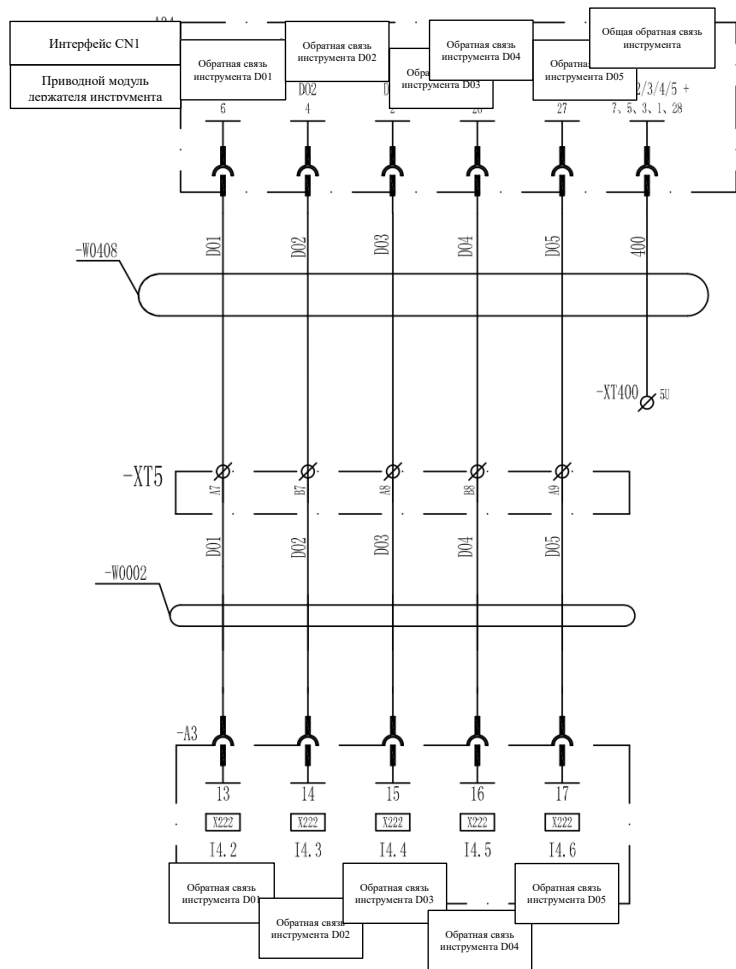 Интерфейс CN1
Приводной модуль
держателя инструмента
Обратная связь
инструмента D01
Обратная связь
инструмента D02
инструмента D03
Обратная связь
инструмента D04
инструмента D05
Общая обратная связь
инструмента
D02
2/3/4/5 +
6
4
27
7、5、3、1、28
D01
D02
D03
D04
D05
400
-W0408
-XT400
5U
-XT5
A7
B7
A8
B8
A9
D01
D02
D03
D04
D05
-W0002
-A3
13
14
15
16
17
X222
X222
X222
X222
X222
I4.2
I4.3
I4.4
I4.5
I4.6
Обратная связь
инструмента D01
Обратная связь
инструмента D02
Обратная связь
инструмента D03
Обратная связь
инструмента D04
Обратная связь
инструмента D05